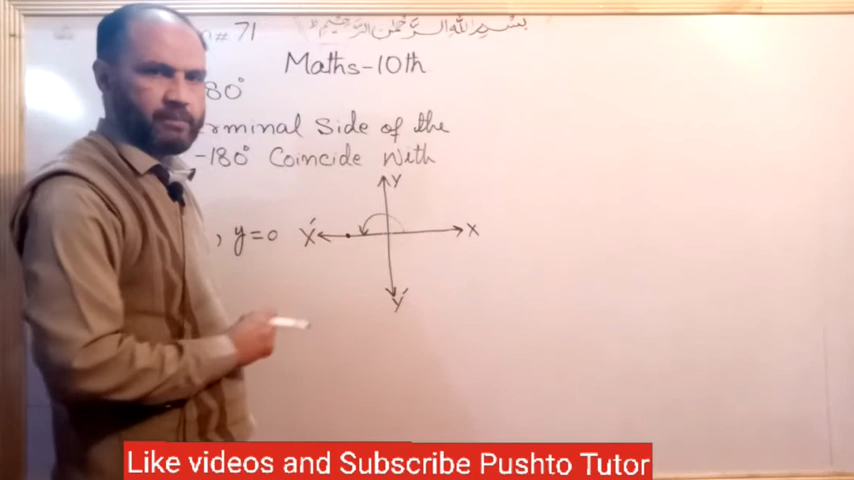 n# 71 بسم الله الرحمن الرحيم
Maths-10th
80°
rminal Side of the
-180° Coincide With
Y
, y=0 X′ X
Y′
Like videos and Subscribe Pushto Tutor